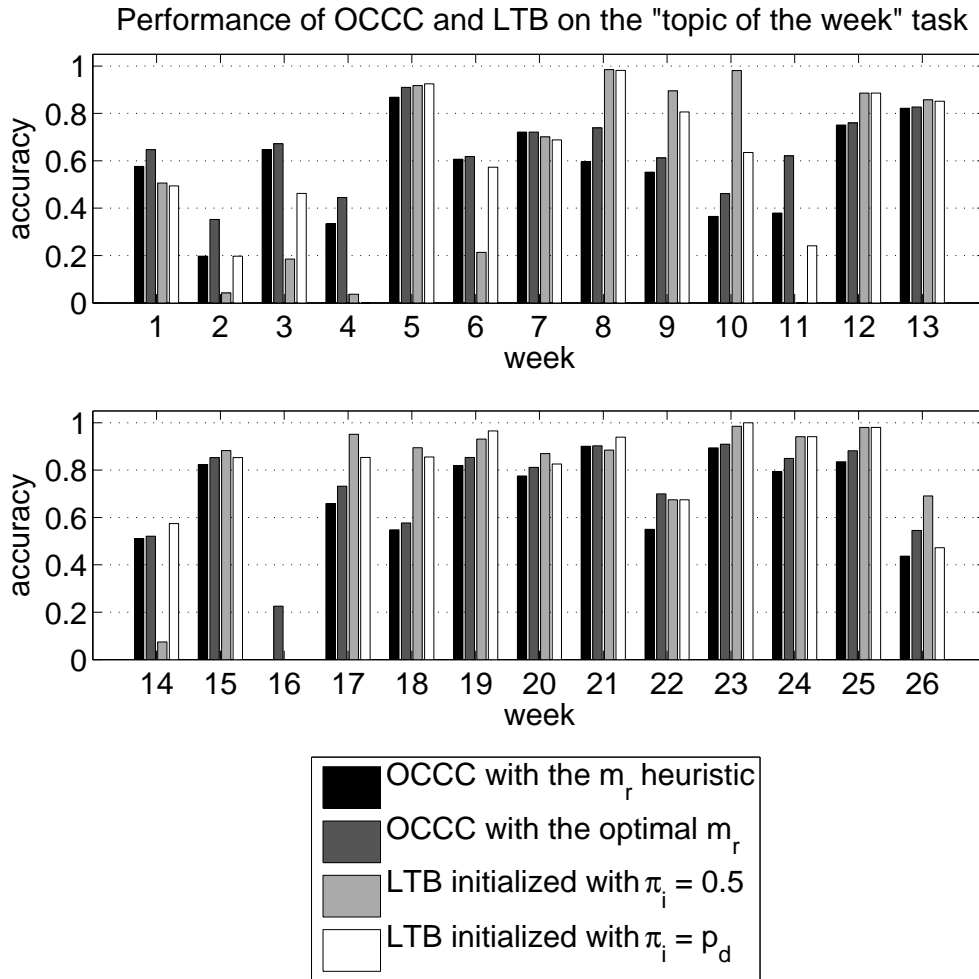 Performance of OCCC and LTB on the "topic of the week" task
1
0.8
0.6
0.4
0.2
0
accuracy
1 2 3 4 5 6 7 8 9 10 11 12 13
week
1
0.8
0.6
0.4
0.2
0
accuracy
14 15 16 17 18 19 20 21 22 23 24 25 26
week
OCCC with the m_r heuristic
OCCC with the optimal m_r
LTB initialized with π_i = 0.5
LTB initialized with π_i = p_d